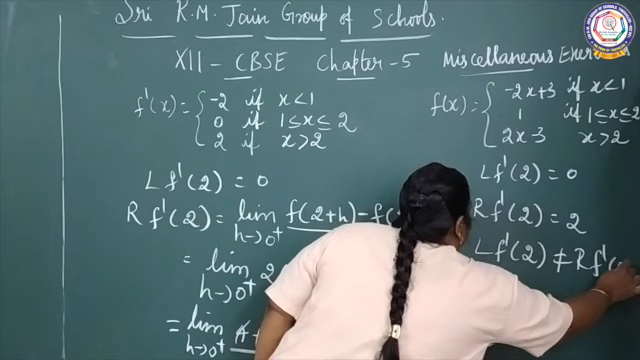 Sri R.M. Jain Group of Schools.
XII - CBSE Chapter - 5 Miscellaneous
f'(x) = { -2 if x < 1
0 if 1 ≤ x ≤ 2
2 if x > 2
L f'(2) = 0
R f'(2) = lim h→0⁺ f(2+h) - f(
= lim h→0⁺ 2
= lim h→0⁺
f(x) = { -2x+3 if x < 1
1 if 1 ≤ x ≤ 2
2x-3 x > 2
L f'(2) = 0
R f'(2) = 2
L f'(2) ≠ R f'(